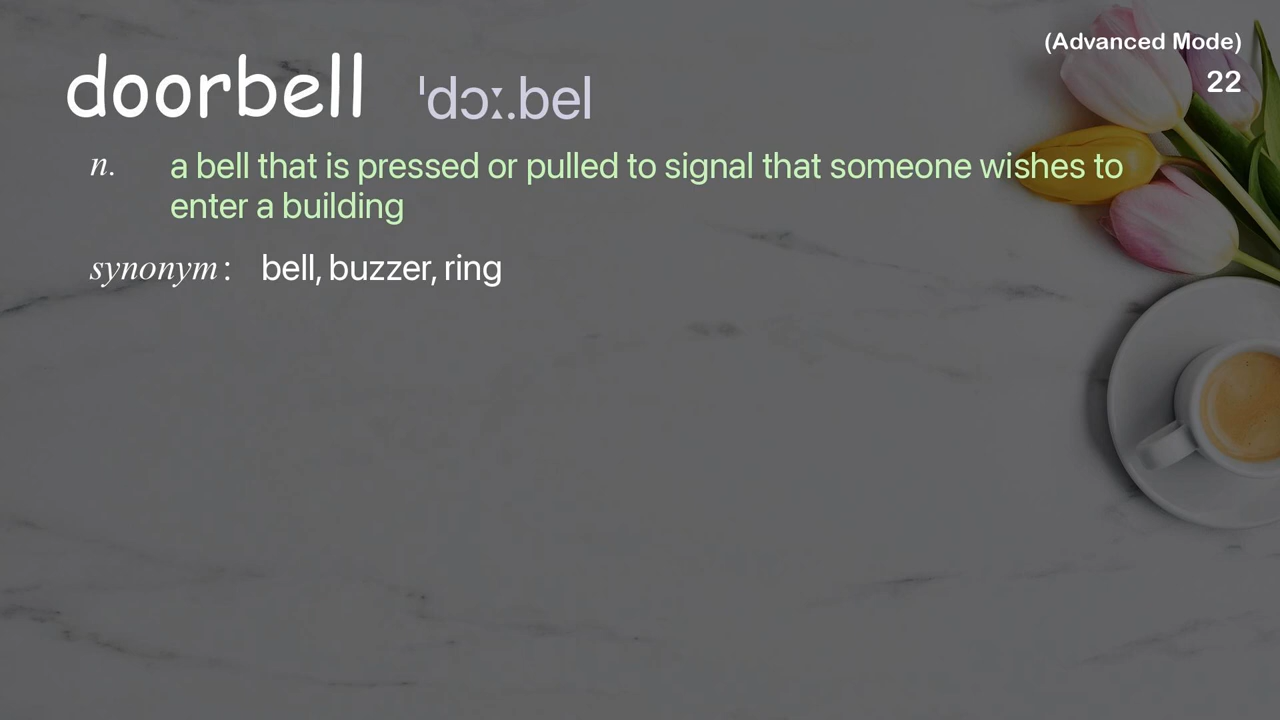 (Advanced Mode)
22
doorbell ˈdɔː.bel
n. a bell that is pressed or pulled to signal that someone wishes to
enter a building
synonym: bell, buzzer, ring